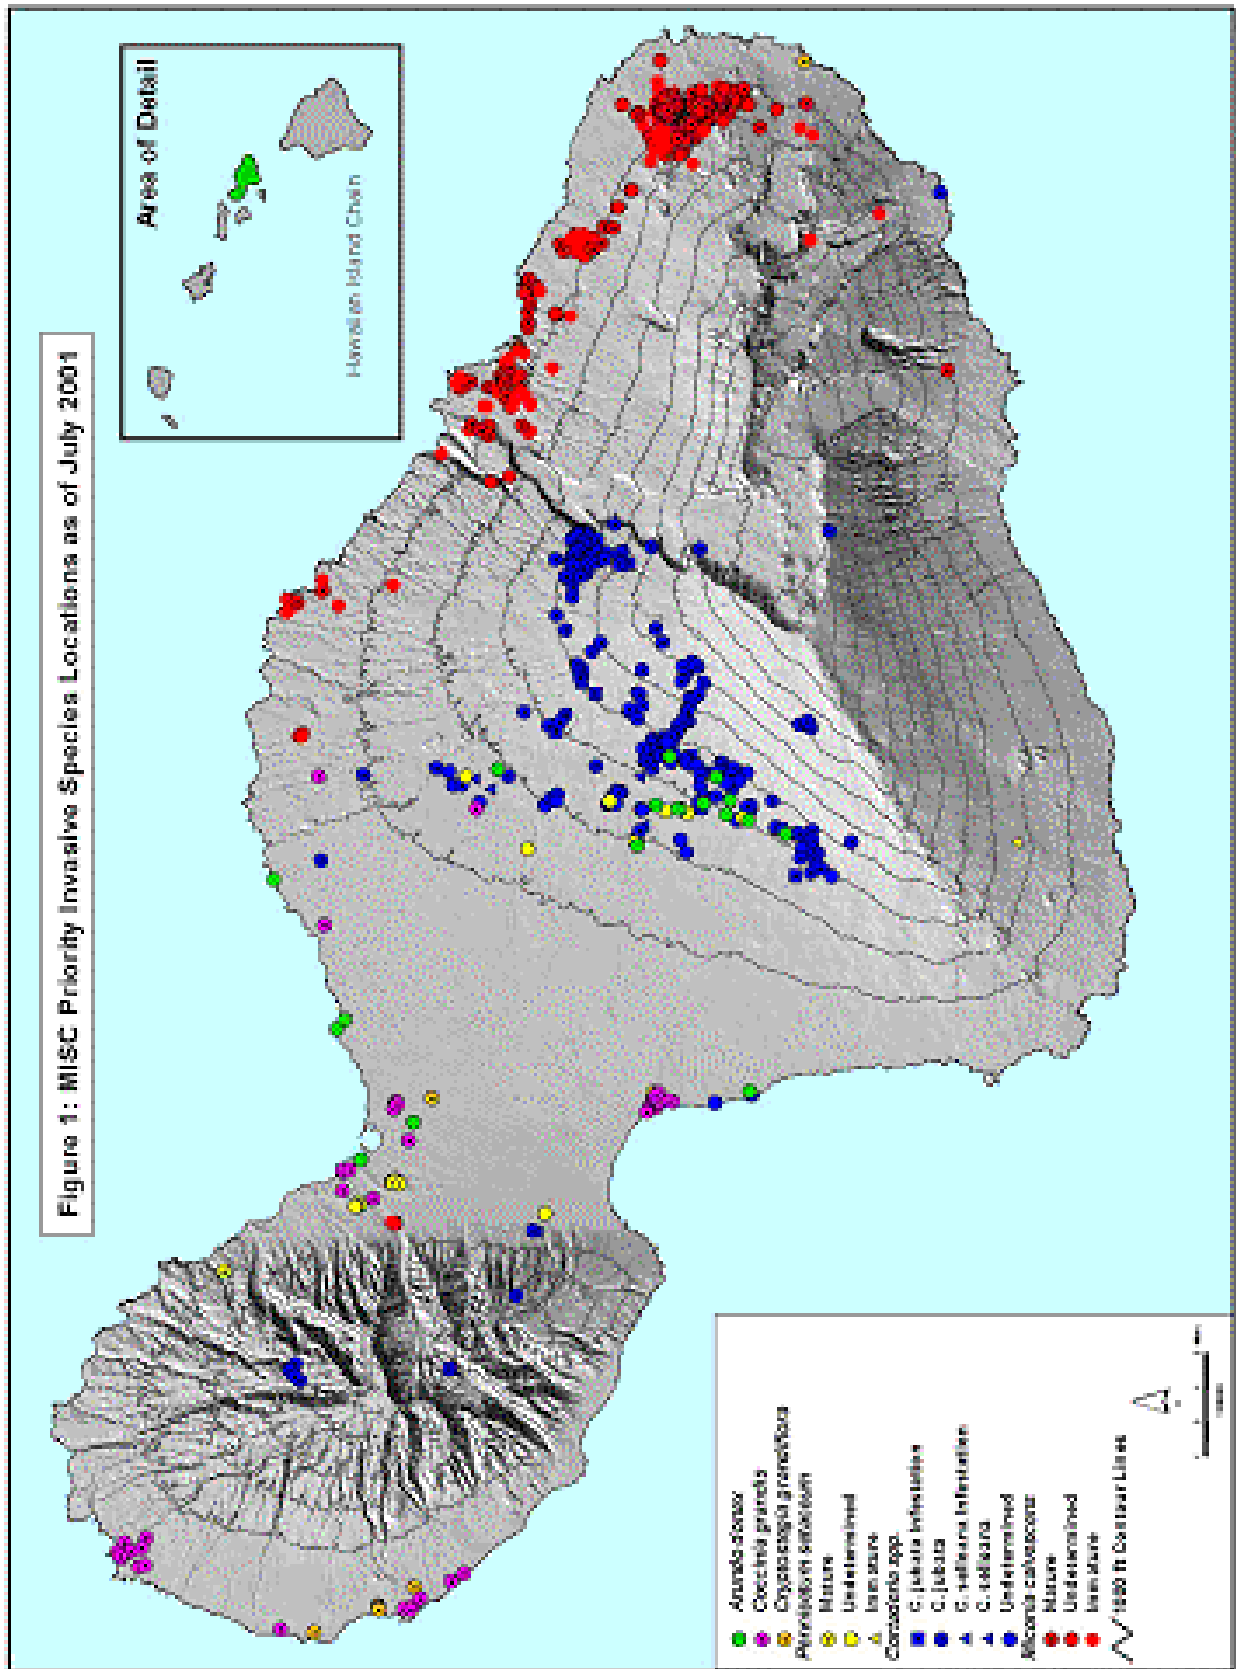 Figure 1: MISC Priority Invasive Species Locations as of July 2001
Area of Detail
Hawaiian Island Chain
Arundo donax
Coccinia grandis
Cryptostegia grandiflora
Pennisetum setaceum
Mature
Undetermined
Immature
Cortaderia spp.
C. jubata Infestation
C. jubata
C. selloana Infestation
C. selloana
Undetermined
Miconia calvescens
Mature
Undetermined
Immature
1000 ft Contour Lines